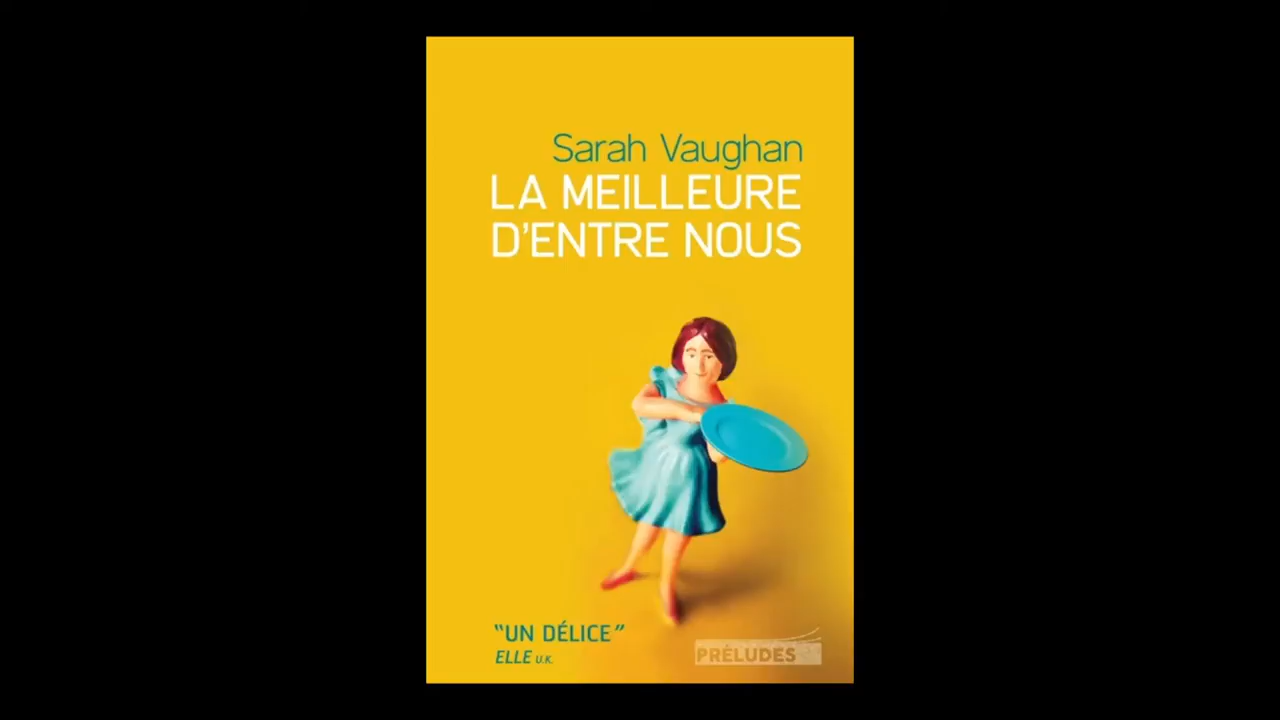 Sarah Vaughan
LA MEILLEURE
D’ENTRE NOUS
“UN DÉLICE”
ELLE U.K.
PRÉLUDES